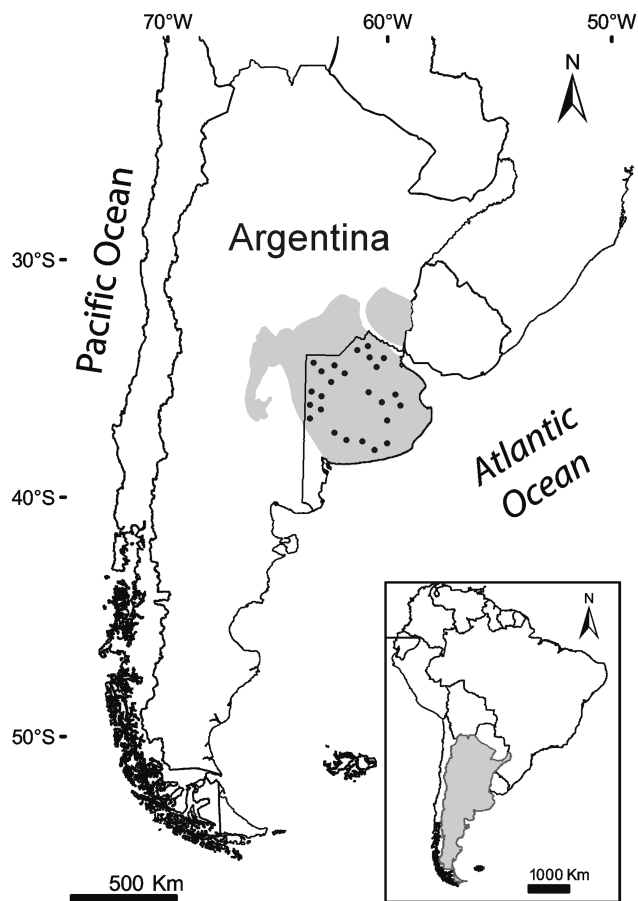 70°W 60°W 50°W
N
Pacific Ocean
30°S
Argentina
Atlantic
Ocean
40°S
50°S
500 Km
N
1000 Km